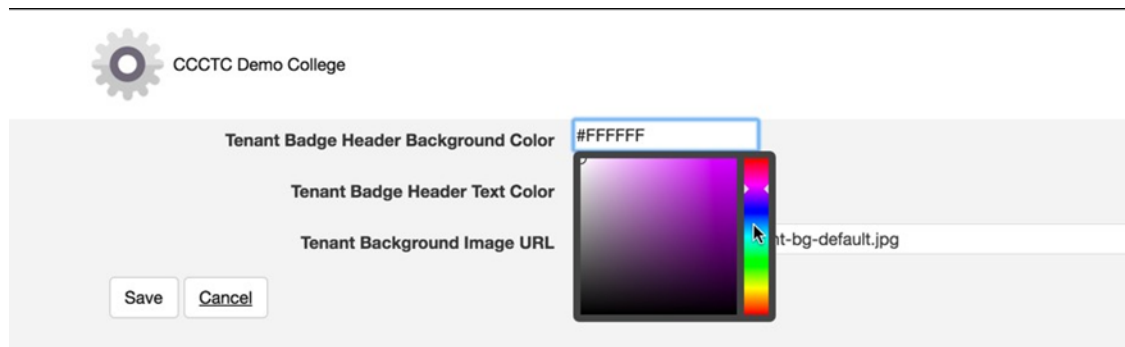 CCCTC Demo College
Tenant Badge Header Background Color #FFFFFF
Tenant Badge Header Text Color
Tenant Background Image URL nt-bg-default.jpg
Save Cancel